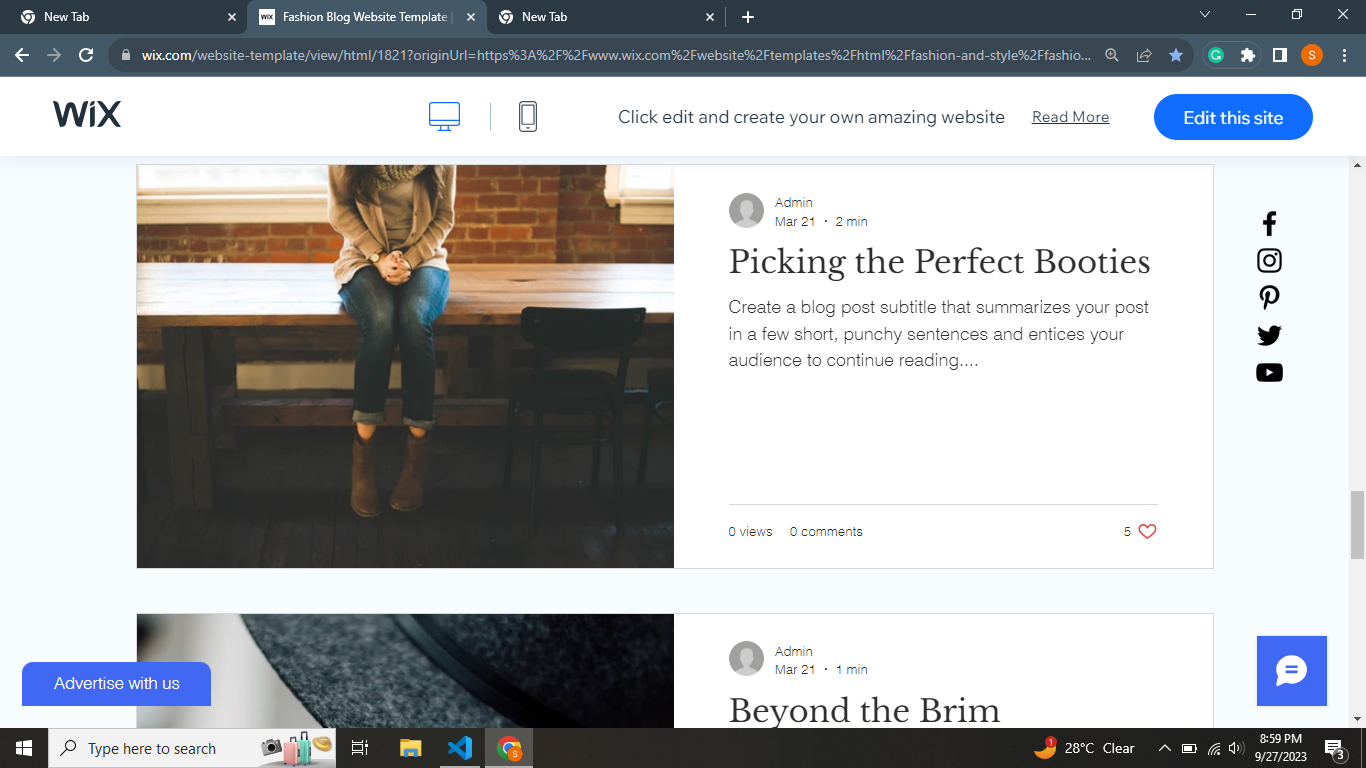 New Tab
Fashion Blog Website Template |
New Tab
wix.com/website-template/view/html/1821?originUrl=https%3A%2F%2Fwww.wix.com%2Fwebsite%2Ftemplates%2Fhtml%2Ffashion-and-style%2Ffashio...
S
WiX
Click edit and create your own amazing website
Read More
Edit this site
Admin
Mar 21 · 2 min
Picking the Perfect Booties
Create a blog post subtitle that summarizes your post
in a few short, punchy sentences and entices your
audience to continue reading....
0 views 0 comments 5
Admin
Mar 21 · 1 min
Beyond the Brim
Advertise with us
Type here to search
1
28°C Clear
8:59 PM
9/27/2023
3